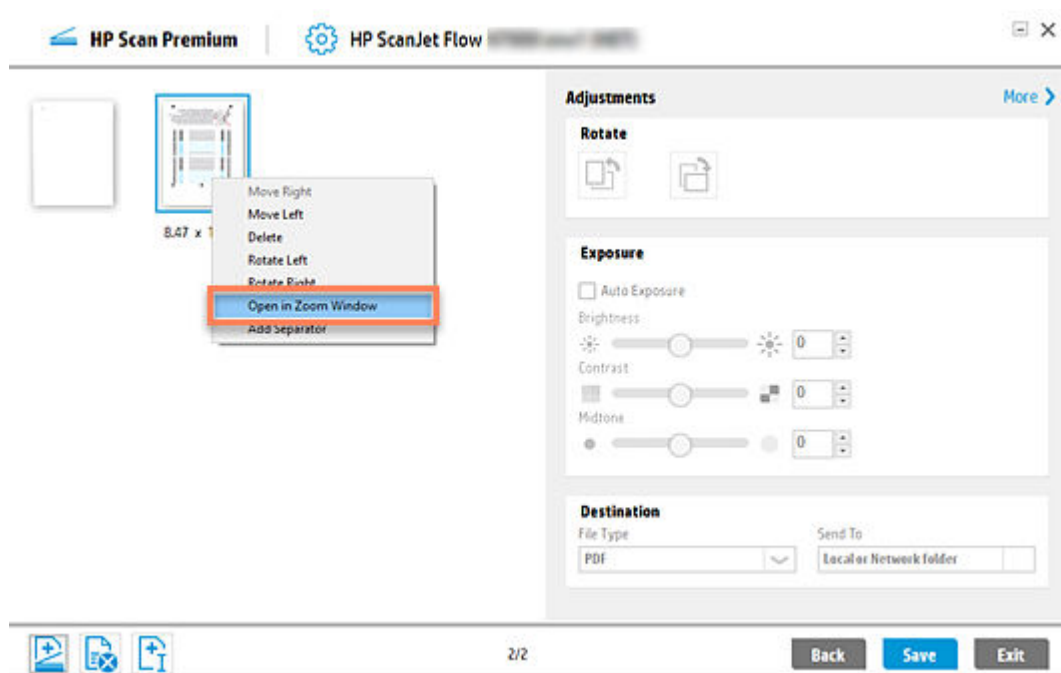 HP Scan Premium
HP ScanJet Flow
8.47 x
Move Right
Move Left
Delete
Rotate Left
Rotate Right
Open in Zoom Window
Add Separator
Adjustments
More
Rotate
Exposure
Auto Exposure
Brightness
0
Contrast
0
Midtone
0
Destination
File Type
Send To
PDF
Local or Network folder
2/2
Back
Save
Exit